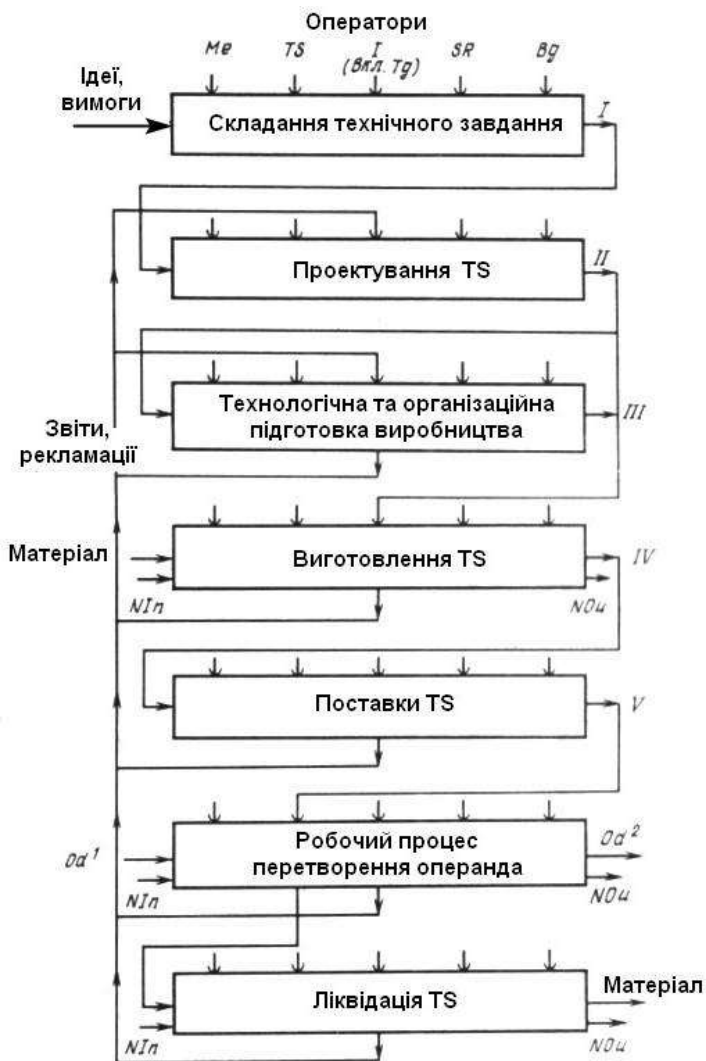 Оператори
Me TS I SR Bg
(Вкл. Tg)
Ідеї,
вимоги
Складання технічного завдання
I
Проектування TS
II
Технологічна та організаційна
підготовка виробництва
III
Звіти,
рекламації
Матеріал
Виготовлення TS
IV
NIn
NOu
Поставки TS
V
Od¹
Робочий процес
перетворення операнда
Od²
NIn
NOu
Ліквідація TS
Матеріал
NIn
NOu